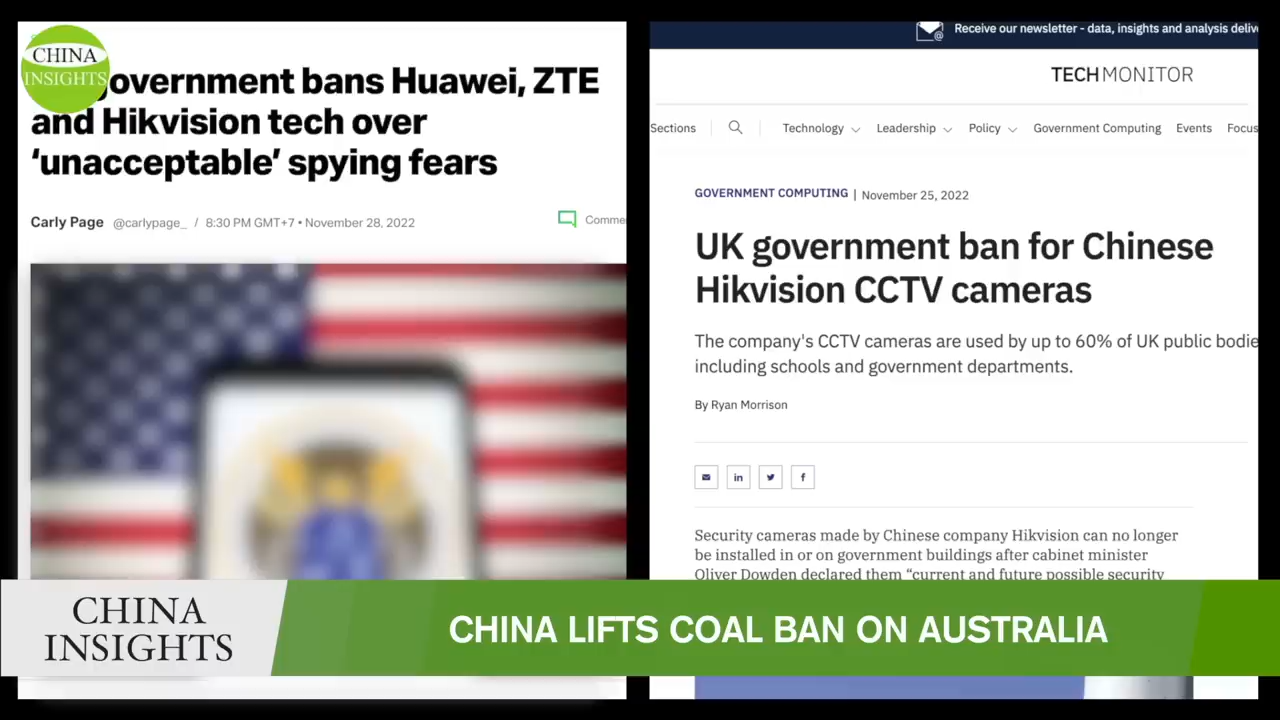 CHINA
INSIGHTS
government bans Huawei, ZTE
and Hikvision tech over
‘unacceptable’ spying fears
Carly Page @carlypage_ / 8:30 PM GMT+7 • November 28, 2022
Receive our newsletter - data, insights and analysis
TECHMONITOR
Sections
Technology
Leadership
Policy
Government Computing
Events
Focus
GOVERNMENT COMPUTING | November 25, 2022
UK government ban for Chinese
Hikvision CCTV cameras
The company's CCTV cameras are used by up to 60% of UK public
including schools and government departments.
By Ryan Morrison
Security cameras made by Chinese company Hikvision can no longer
be installed in or on government buildings after cabinet minister
Oliver Dowden declared them “current and future possible security
CHINA
INSIGHTS
CHINA LIFTS COAL BAN ON AUSTRALIA